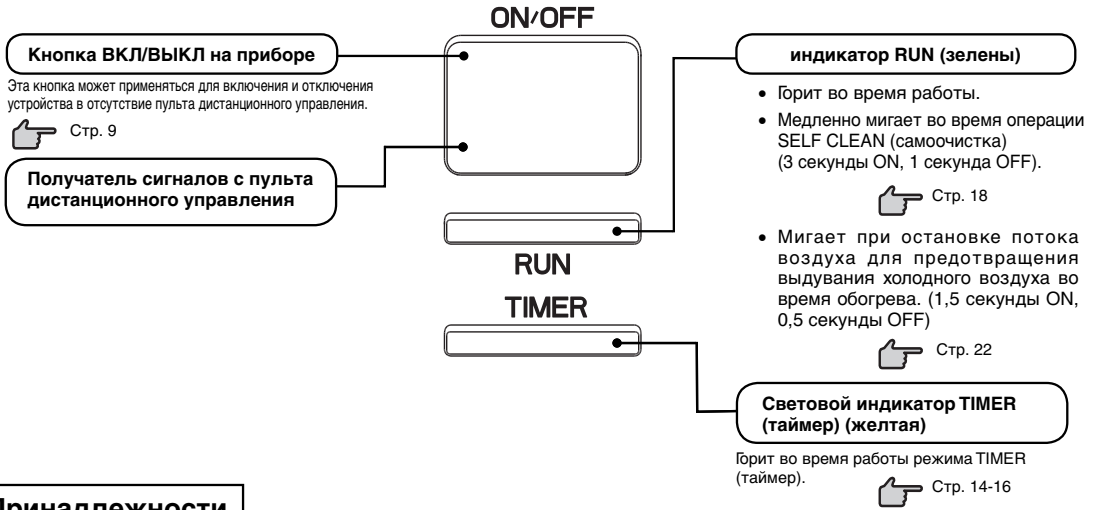 ON/OFF
Кнопка ВКЛ/ВЫКЛ на приборе
Эта кнопка может применяться для включения и отключения
устройства в отсутствие пульта дистанционного управления.
Стр. 9
Получатель сигналов с пульта
дистанционного управления
RUN
TIMER
индикатор RUN (зелены)
• Горит во время работы.
• Медленно мигает во время операции
SELF CLEAN (самоочистка)
(3 секунды ON, 1 секунда OFF).
Стр. 18
• Мигает при остановке потока
воздуха для предотвращения
выдувания холодного воздуха во
время обогрева. (1,5 секунды ON,
0,5 секунды OFF)
Стр. 22
Световой индикатор TIMER
(таймер) (желтая)
Горит во время работы режима TIMER
(таймер).
Стр. 14-16
Принадлежности